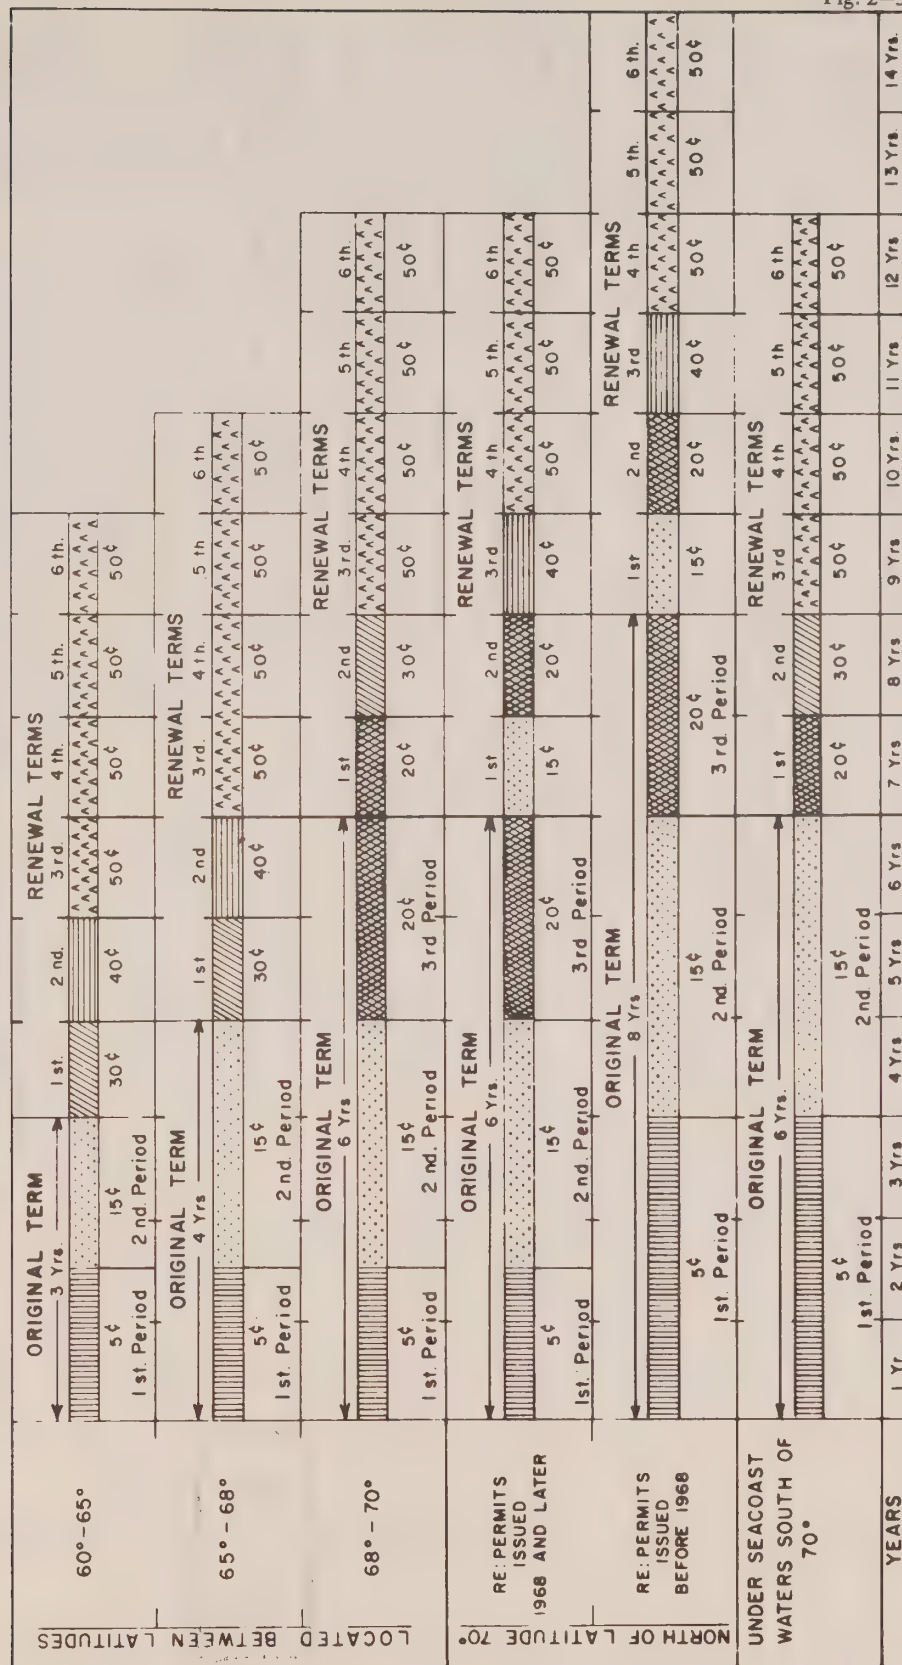 Fig. 2-
LOCATED BETWEEN LATITUDES
60°-65°
ORIGINAL TERM
3 Yrs.
5¢
1st. Period
15¢
2nd. Period
RENEWAL TERMS
1st. 2nd. 3rd. 4th. 5th. 6th.
30¢ 40¢ 50¢ 50¢ 50¢ 50¢
65°-68°
ORIGINAL TERM
4 Yrs
5¢
1st. Period
15¢
2nd. Period
RENEWAL TERMS
1st 2nd 3rd. 4th. 5th 6th
30¢ 40¢ 50¢ 50¢ 50¢ 50¢
68°-70°
ORIGINAL TERM
6 Yrs
5¢
1st. Period
15¢
2nd. Period
20¢
3rd Period
RENEWAL TERMS
1st 2nd 3rd. 4th 5th 6th
20¢ 30¢ 50¢ 50¢ 50¢ 50¢
NORTH OF LATITUDE 70°
RE: PERMITS
ISSUED
1968 AND LATER
ORIGINAL TERM
6 Yrs.
5¢
1st. Period
15¢
2nd Period
20¢
3rd Period
RENEWAL TERMS
1st 2nd 3rd 4th 5th. 6th
15¢ 20¢ 40¢ 50¢ 50¢ 50¢
RE: PERMITS
ISSUED
BEFORE 1968
ORIGINAL TERM
8 Yrs
5¢
1st. Period
15¢
2nd. Period
20¢
3rd. Period
RENEWAL TERMS
1st 2nd 3rd 4th 5th. 6th.
15¢ 20¢ 40¢ 50¢ 50¢ 50¢
UNDER SEACOAST
WATERS SOUTH OF
70°
ORIGINAL TERM
6 Yrs.
5¢
1st. Period
15¢
2nd Period
RENEWAL TERMS
1st 2nd 3rd 4th 5th 6th
20¢ 30¢ 50¢ 50¢ 50¢ 50¢
YEARS 1 Yr 2 Yrs 3 Yrs 4 Yrs 5 Yrs 6 Yrs 7 Yrs 8 Yrs 9 Yrs 10 Yrs. 11 Yrs 12 Yrs 13 Yrs. 14 Yrs.